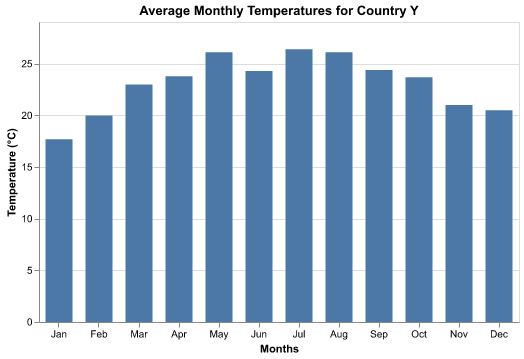 Average Monthly Temperatures for Country Y
Temperature (°C)
25
20
15
10
5
0
Jan Feb Mar Apr May Jun Jul Aug Sep Oct Nov Dec
Months